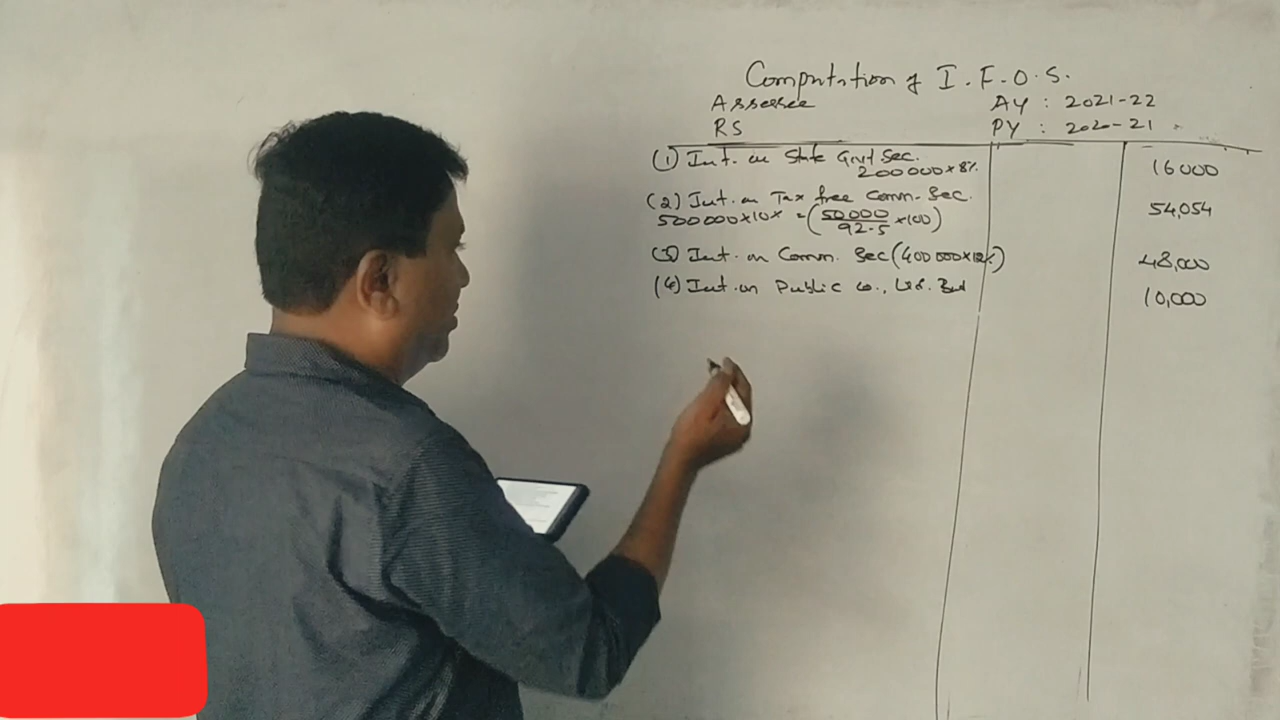 Computation of I.F.O.S.
Assessee AY : 2021-22
RS PY : 2020-21
(1) Int. on State Govt Sec.
200000×8% 16000
(2) Int. on Tax free Comm. Sec.
500000×10% = (50,000/92.5 ×100) 54,054
(3) Int. on Comm. Sec (400000×12%) 48,000
(4) Int. on Public co., Ltd. 10,000